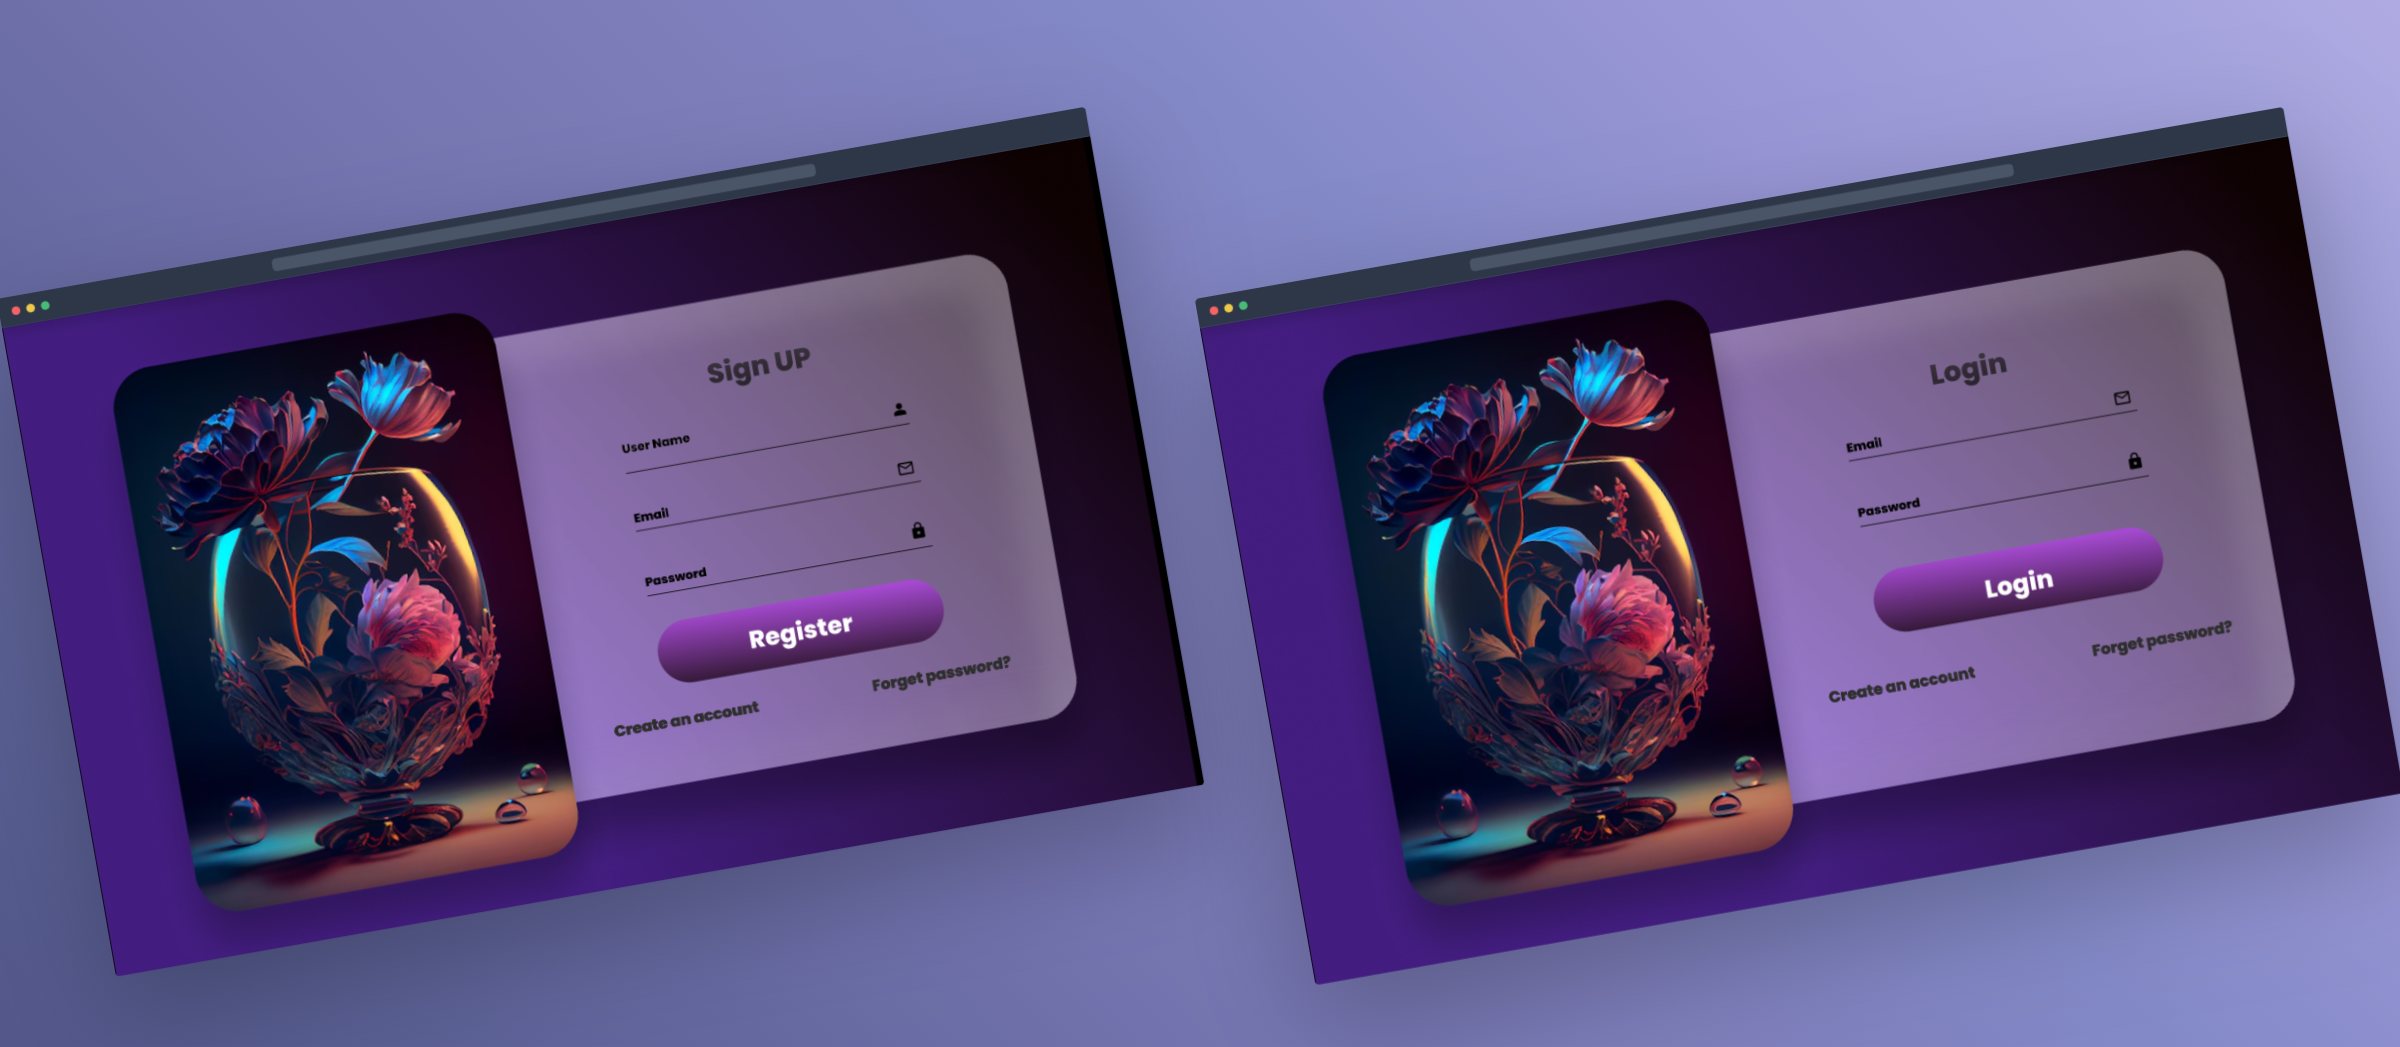 Sign UP
User Name
Email
Password
Register
Forget password?
Create an account
Login
Email
Password
Login
Forget password?
Create an account